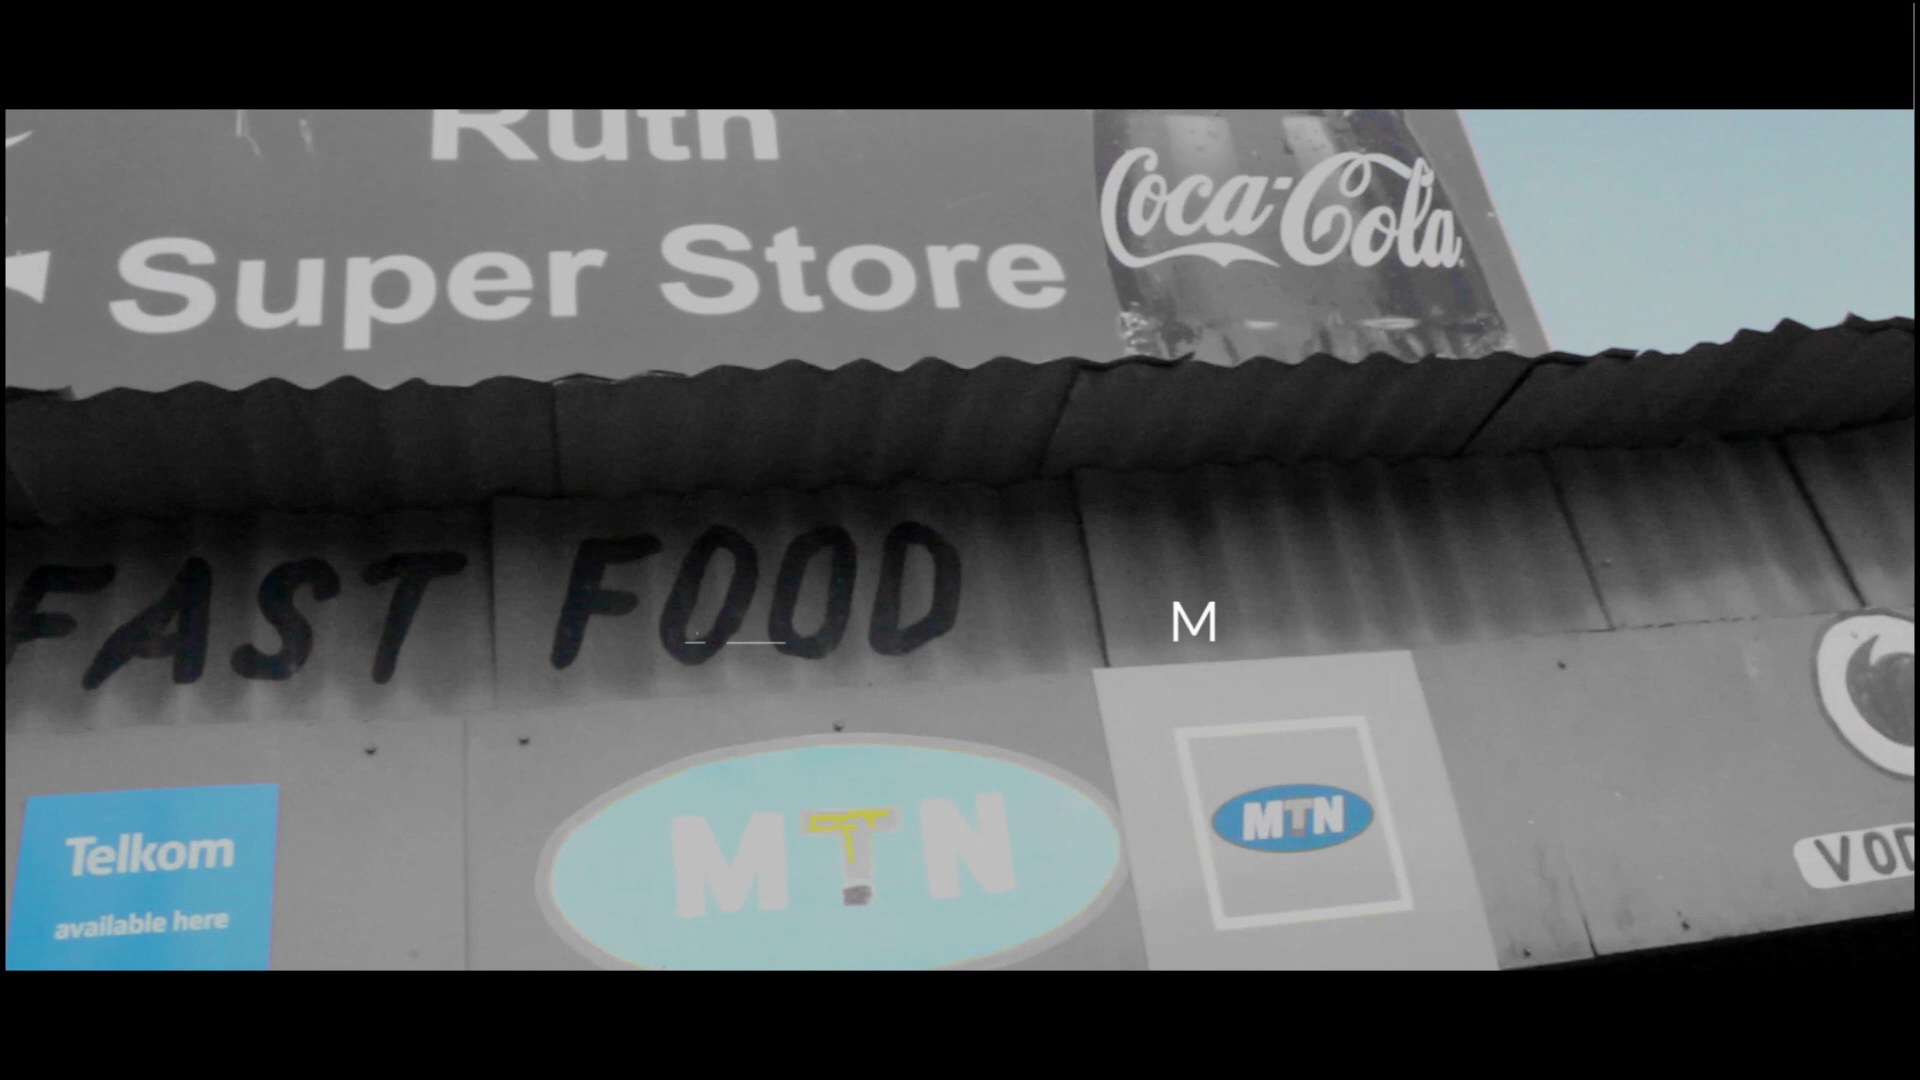 Ruth
Super Store
Coca-Cola
FAST FOOD
M
Telkom
available here
MTN
MTN
VOD